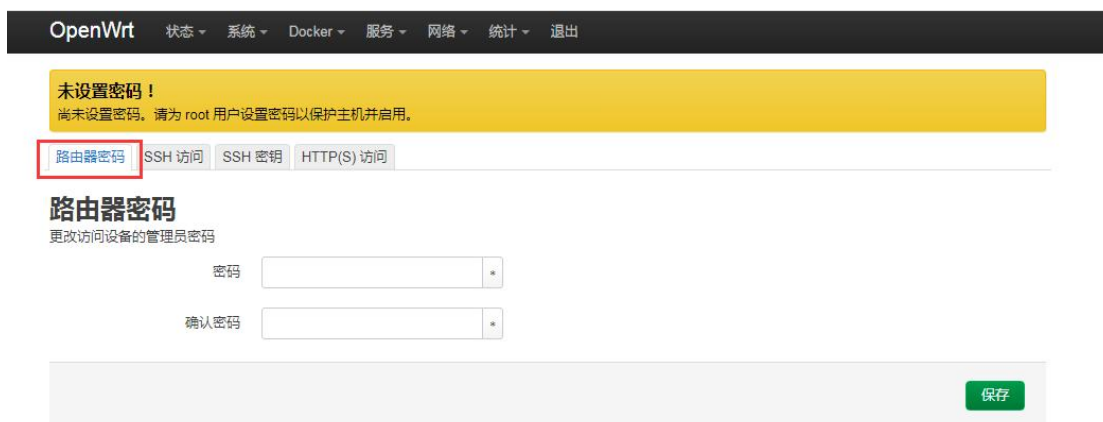 OpenWrt 状态 系统 Docker 服务 网络 统计 退出
未设置密码！
尚未设置密码。请为 root 用户设置密码以保护主机并启用。
路由器密码 SSH 访问 SSH 密钥 HTTP(S) 访问
路由器密码
更改访问设备的管理员密码
密码 *
确认密码 *
保存